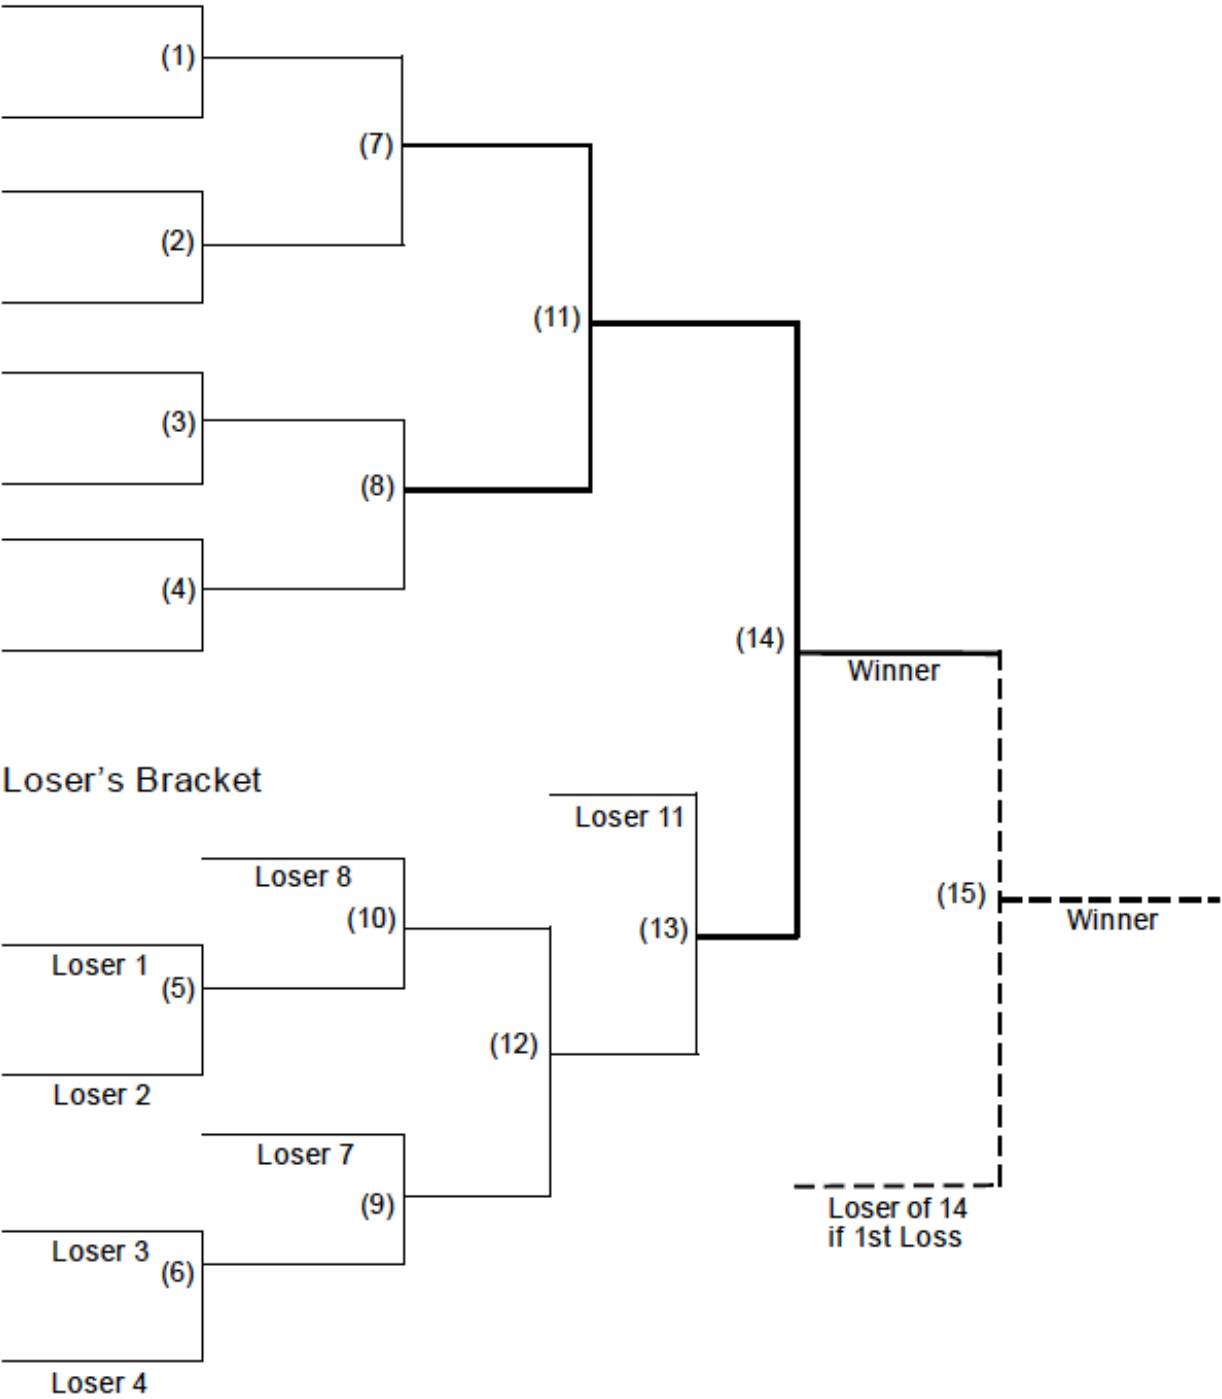 (1)
(7)
(2)
(11)
(3)
(8)
(4)
(14)
Winner
Loser's Bracket
Loser 11
Loser 8
(10)
(13)
(15)
Winner
Loser 1
(5)
(12)
Loser 2
Loser 7
(9)
Loser of 14
if 1st Loss
Loser 3
(6)
Loser 4